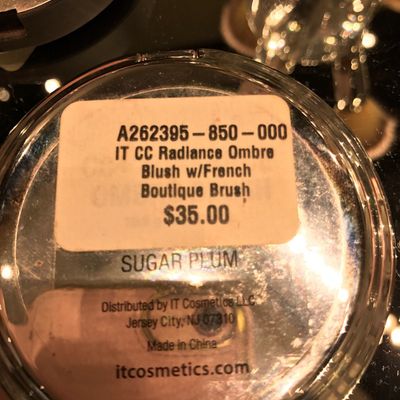 A262395-850-000
IT CC Radiance Ombre
Blush w/French
Boutique Brush
$35.00
SUGAR PLUM
Distributed by IT Cosmetics LLC
Jersey City, NJ 07310
Made in China
itcosmetics.com